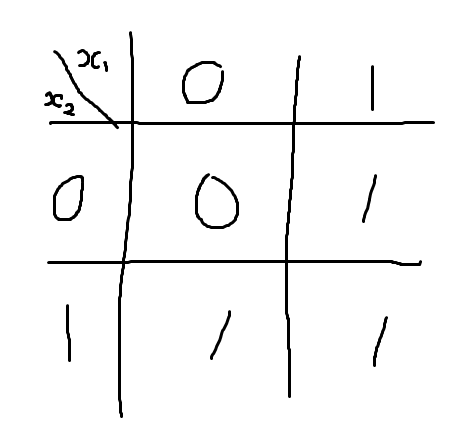 x₁ 0 1
x₂
0 0 1
1 1 1